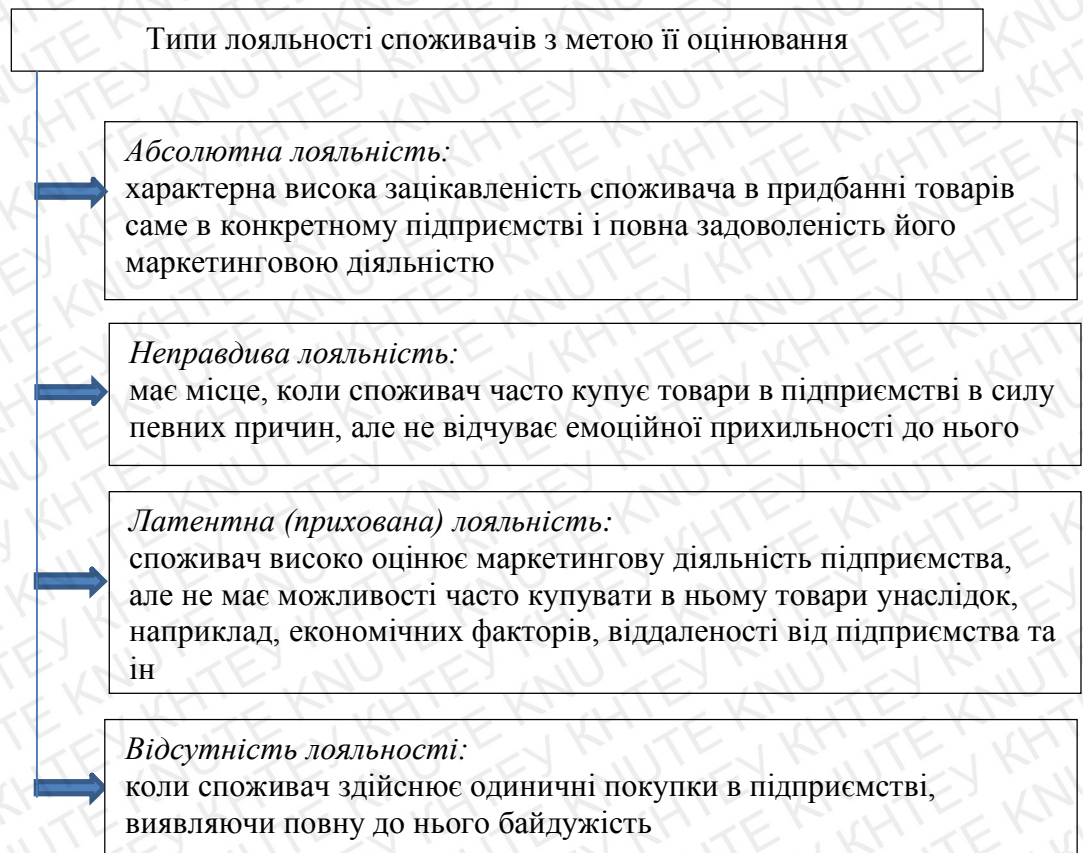 Типи лояльності споживачів з метою її оцінювання
Абсолютна лояльність:
характерна висока зацікавленість споживача в придбанні товарів
саме в конкретному підприємстві і повна задоволеність його
маркетинговою діяльністю
Неправдива лояльність:
має місце, коли споживач часто купує товари в підприємстві в силу
певних причин, але не відчуває емоційної прихильності до нього
Латентна (прихована) лояльність:
споживач високо оцінює маркетингову діяльність підприємства,
але не має можливості часто купувати в ньому товари унаслідок,
наприклад, економічних факторів, віддаленості від підприємства та
ін
Відсутність лояльності:
коли споживач здійснює одиничні покупки в підприємстві,
виявляючи повну до нього байдужість